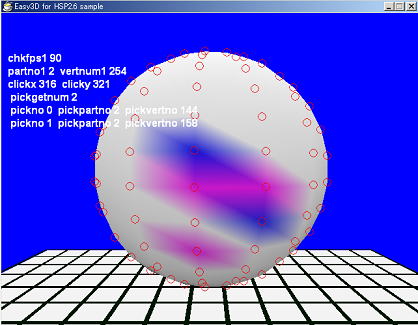 Easy3D for HSP2.6 sample
chkfps1 90
partno1 2 vertnum1 254
clickx 316 clicky 321
pickgetnum 2
pickno 0 pickpartno 2 pickvertno 144
pickno 1 pickpartno 2 pickvertno 158